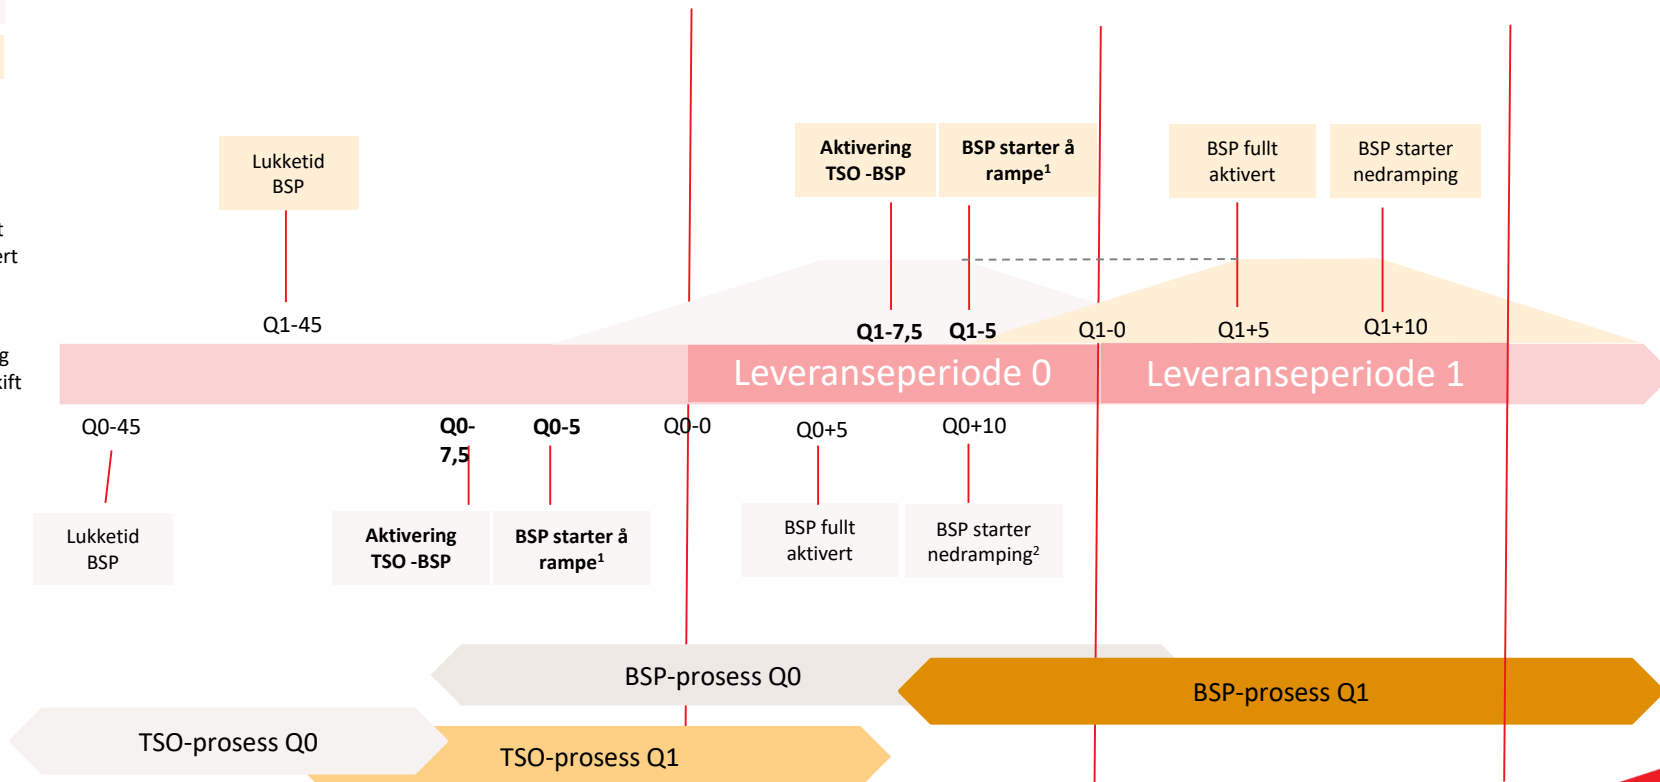 Lukketid
BSP
Aktivering
TSO -BSP
BSP starter å
rampe¹
BSP fullt
aktivert
BSP starter
nedramping
Q1-45
Q1-7,5
Q1-5
Q1-0
Q1+5
Q1+10
Leveranseperiode 0
Leveranseperiode 1
Q0-45
Q0-
7,5
Q0-5
Q0-0
Q0+5
Q0+10
Lukketid
BSP
Aktivering
TSO -BSP
BSP starter å
rampe¹
BSP fullt
aktivert
BSP starter
nedramping²
BSP-prosess Q0
BSP-prosess Q1
TSO-prosess Q0
TSO-prosess Q1